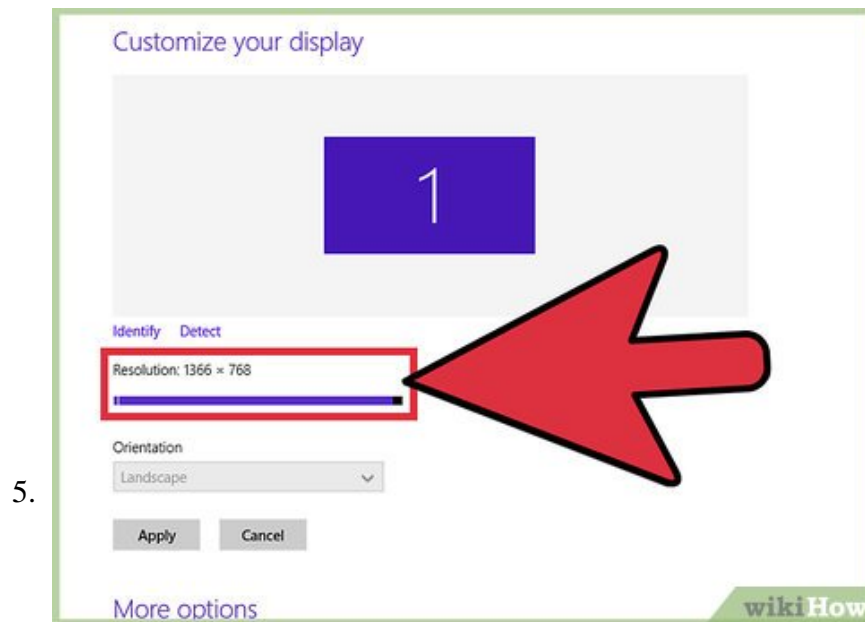 Customize your display
1
Identify Detect
Resolution: 1366 × 768
Orientation
Landscape
5.
Apply Cancel
More options
wikiHow